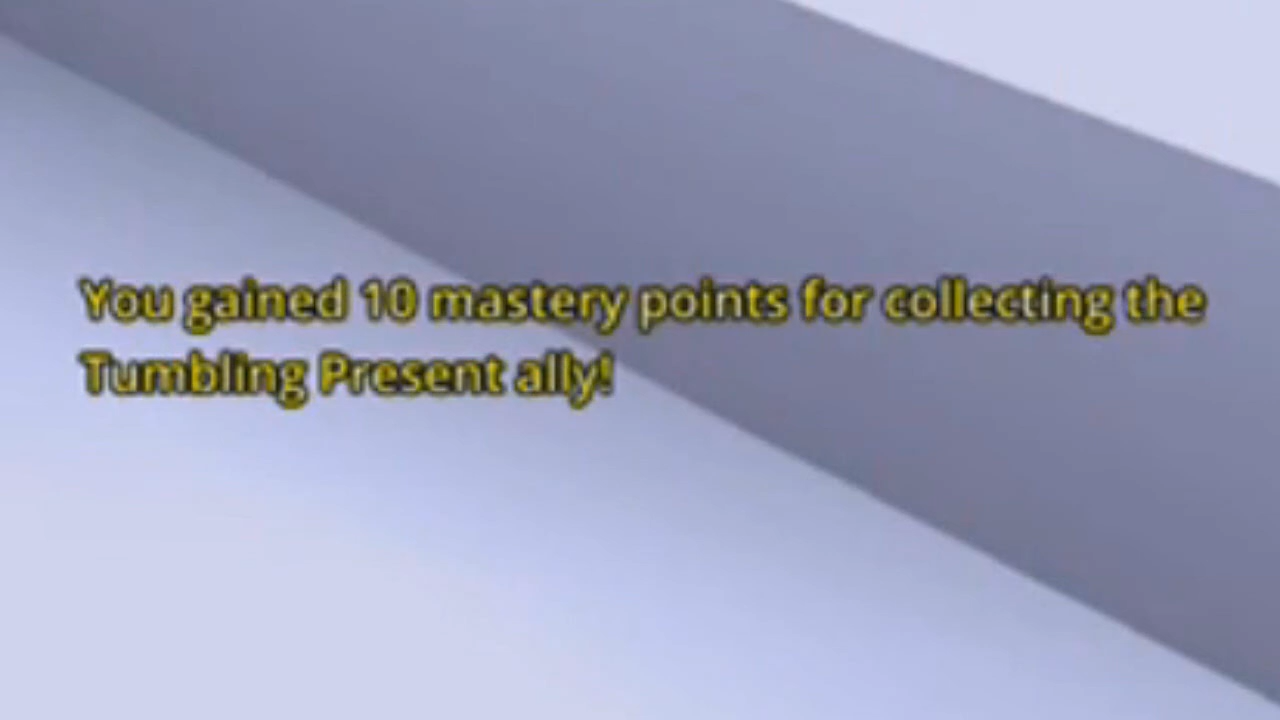 You gained 10 mastery points for collecting the
Tumbling Present ally!